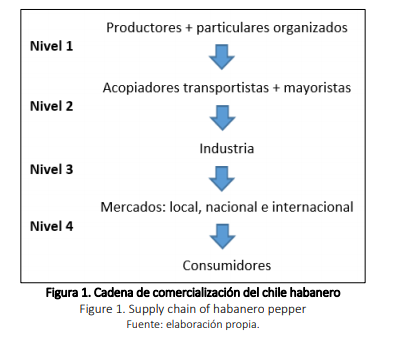 Productores + particulares organizados
Nivel 1
Acopiadores transportistas + mayoristas
Nivel 2
Industria
Nivel 3
Mercados: local, nacional e internacional
Nivel 4
Consumidores
Figura 1. Cadena de comercialización del chile habanero
Figure 1. Supply chain of habanero pepper
Fuente: elaboración propia.